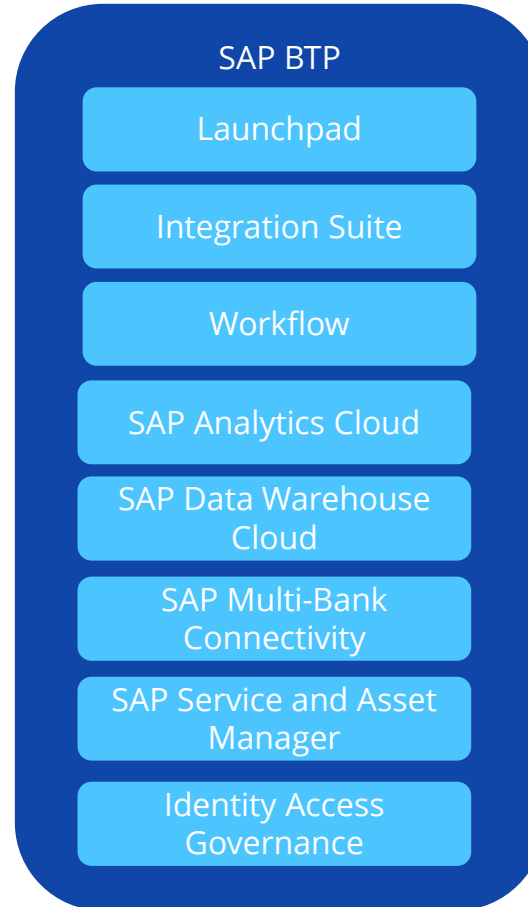 SAP BTP
Launchpad
Integration Suite
Workflow
SAP Analytics Cloud
SAP Data Warehouse
Cloud
SAP Multi-Bank
Connectivity
SAP Service and Asset
Manager
Identity Access
Governance